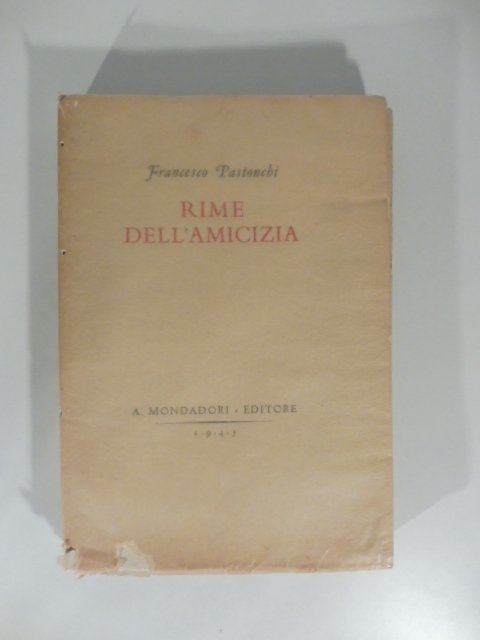 Francesco Pastonchi
RIME
DELL'AMICIZIA
A. MONDADORI • EDITORE
1 • 9 • 4 • 3